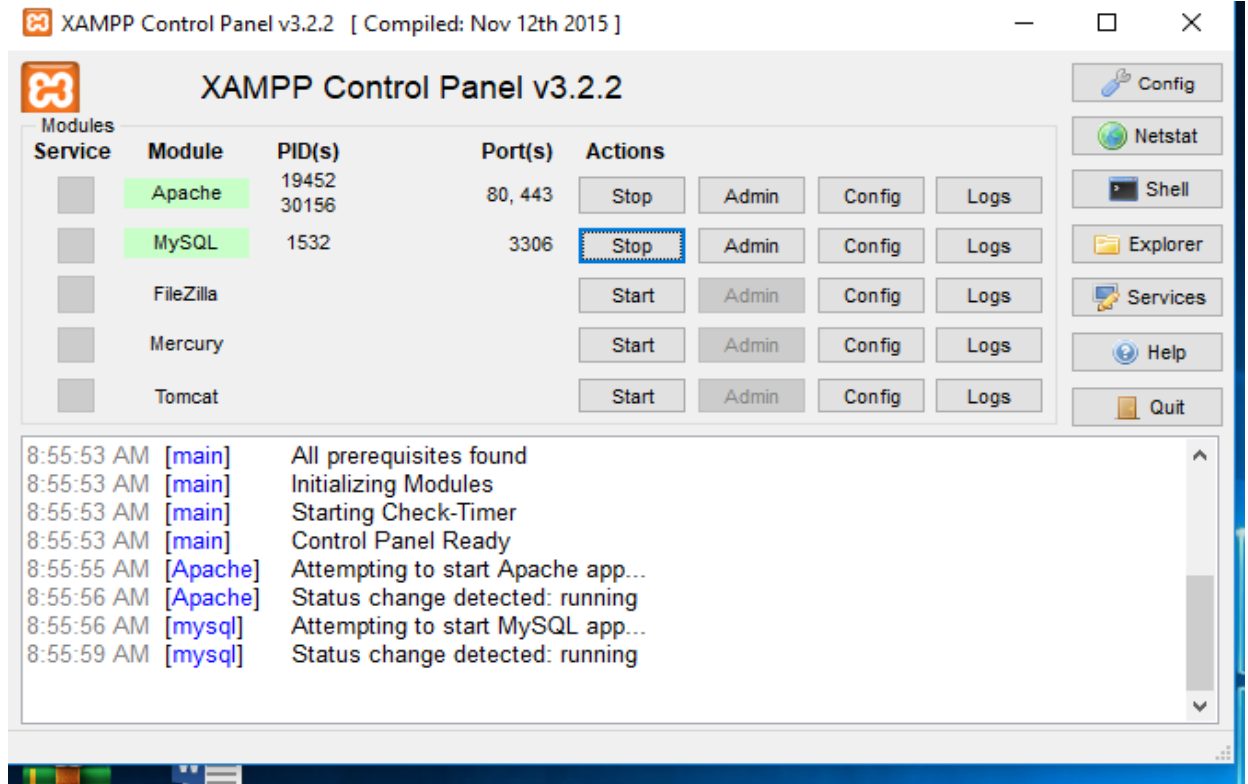 XAMPP Control Panel v3.2.2 [ Compiled: Nov 12th 2015 ]
XAMPP Control Panel v3.2.2
Config
Modules
Netstat
Service Module PID(s) Port(s) Actions
Apache 19452 30156 80, 443 Stop Admin Config Logs
Shell
MySQL 1532 3306 Stop Admin Config Logs
Explorer
FileZilla Start Admin Config Logs
Services
Mercury Start Admin Config Logs
Help
Tomcat Start Admin Config Logs
Quit
8:55:53 AM [main] All prerequisites found
8:55:53 AM [main] Initializing Modules
8:55:53 AM [main] Starting Check-Timer
8:55:53 AM [main] Control Panel Ready
8:55:55 AM [Apache] Attempting to start Apache app...
8:55:56 AM [Apache] Status change detected: running
8:55:56 AM [mysql] Attempting to start MySQL app...
8:55:59 AM [mysql] Status change detected: running